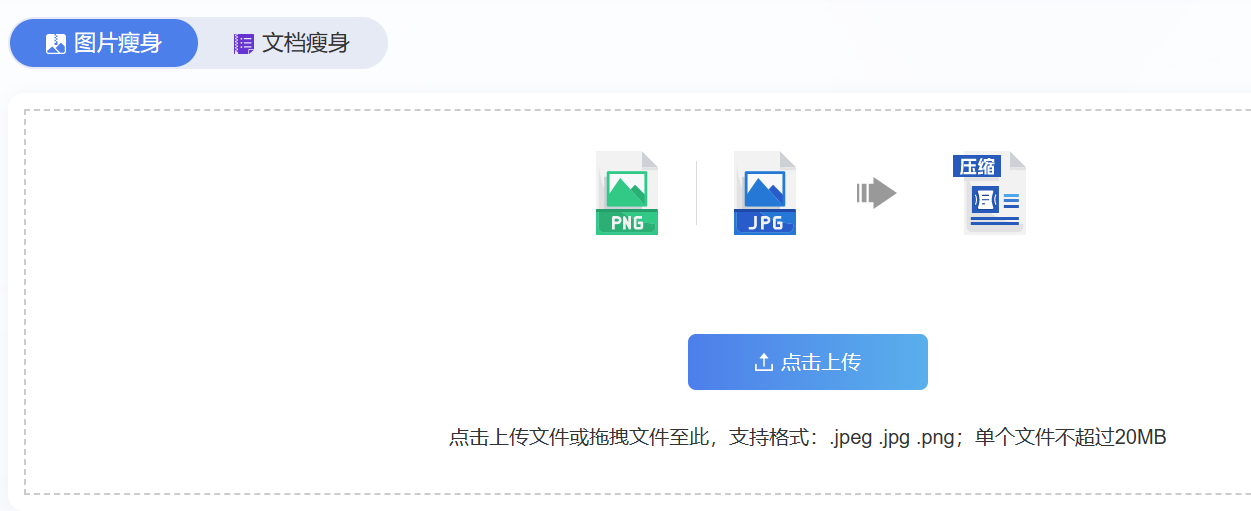 图片瘦身
文档瘦身
PNG
JPG
压缩
点击上传
点击上传文件或拖拽文件至此，支持格式：.jpeg .jpg .png；单个文件不超过20MB